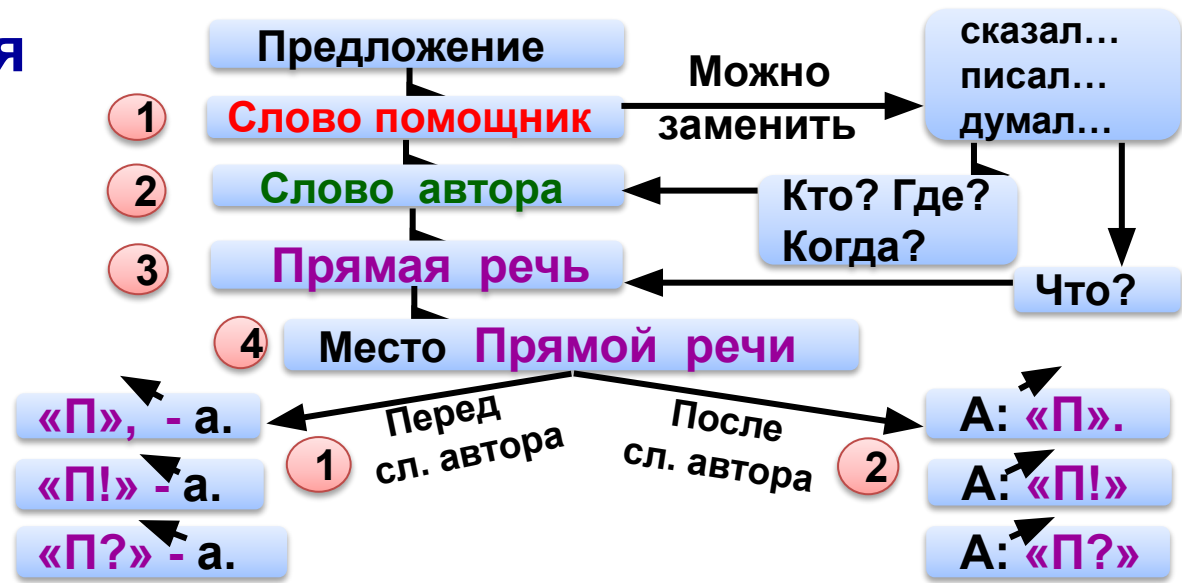 я
Предложение
1
Слово помощник
Можно
заменить
сказал…
писал…
думал…
2
Слово автора
Кто? Где?
Когда?
3
Прямая речь
Что?
4
Место Прямой речи
1
Перед
сл. автора
После
сл. автора
2
«П», - а.
«П!» - а.
«П?» - а.
А: «П».
А: «П!»
А: «П?»